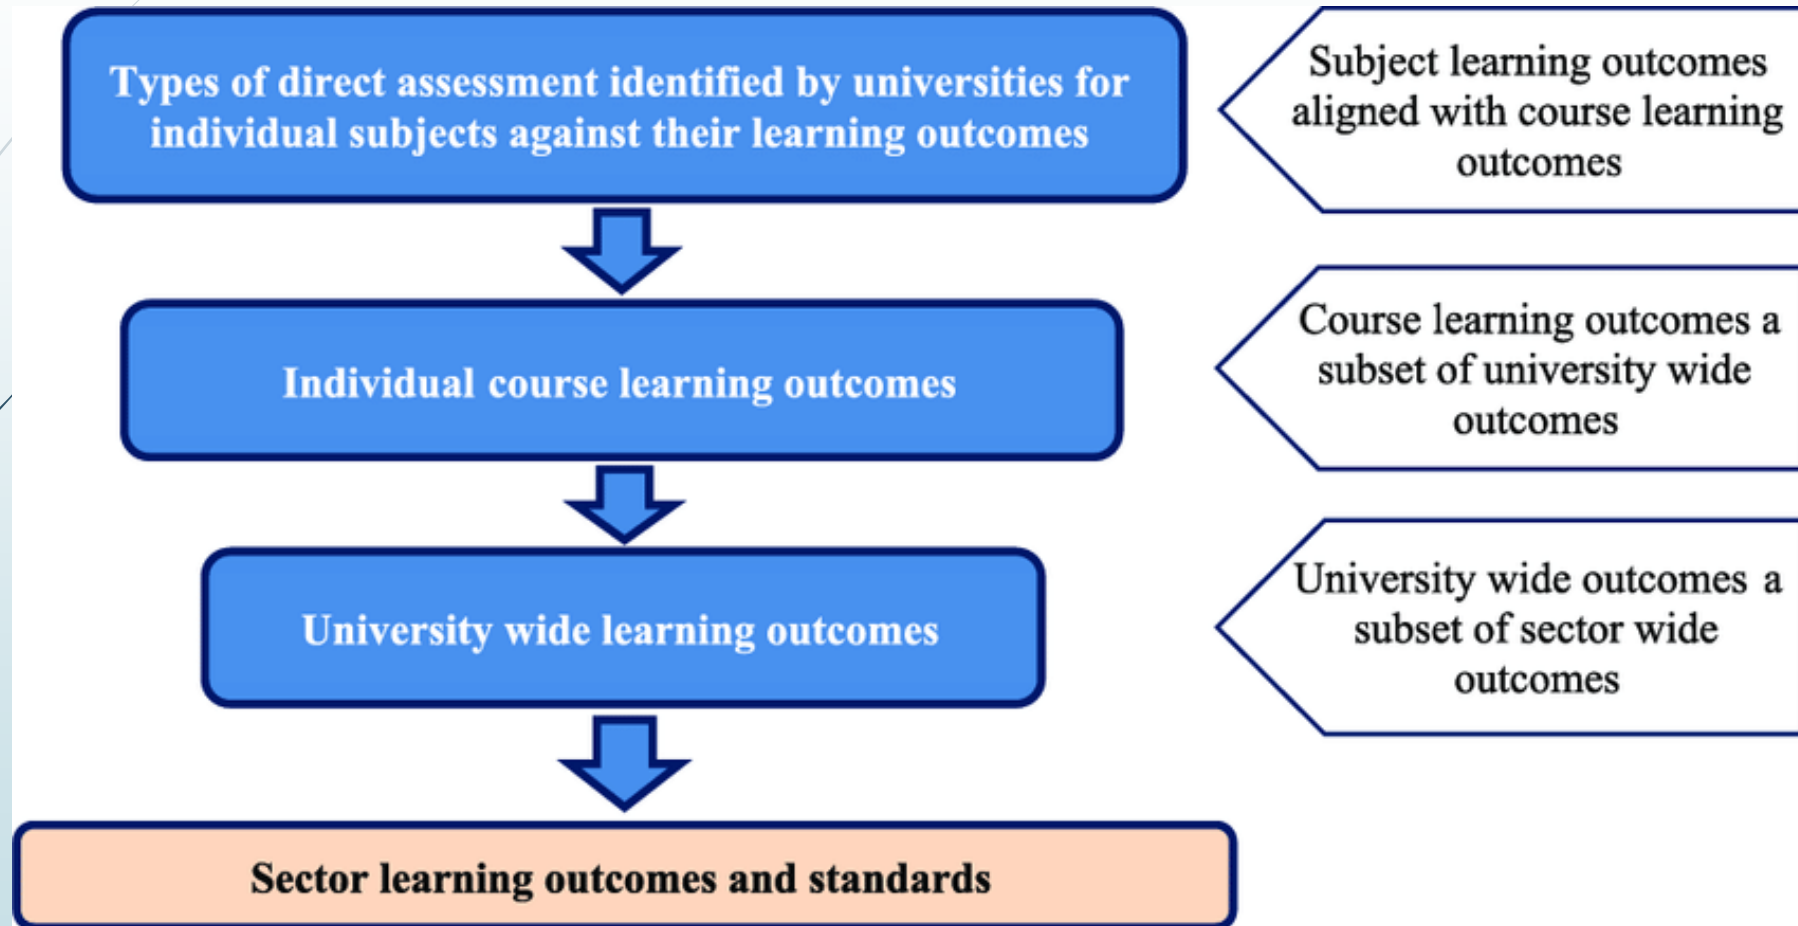 Types of direct assessment identified by universities for
individual subjects against their learning outcomes
Subject learning outcomes
aligned with course learning
outcomes
Individual course learning outcomes
Course learning outcomes a
subset of university wide
outcomes
University wide learning outcomes
University wide outcomes a
subset of sector wide
outcomes
Sector learning outcomes and standards